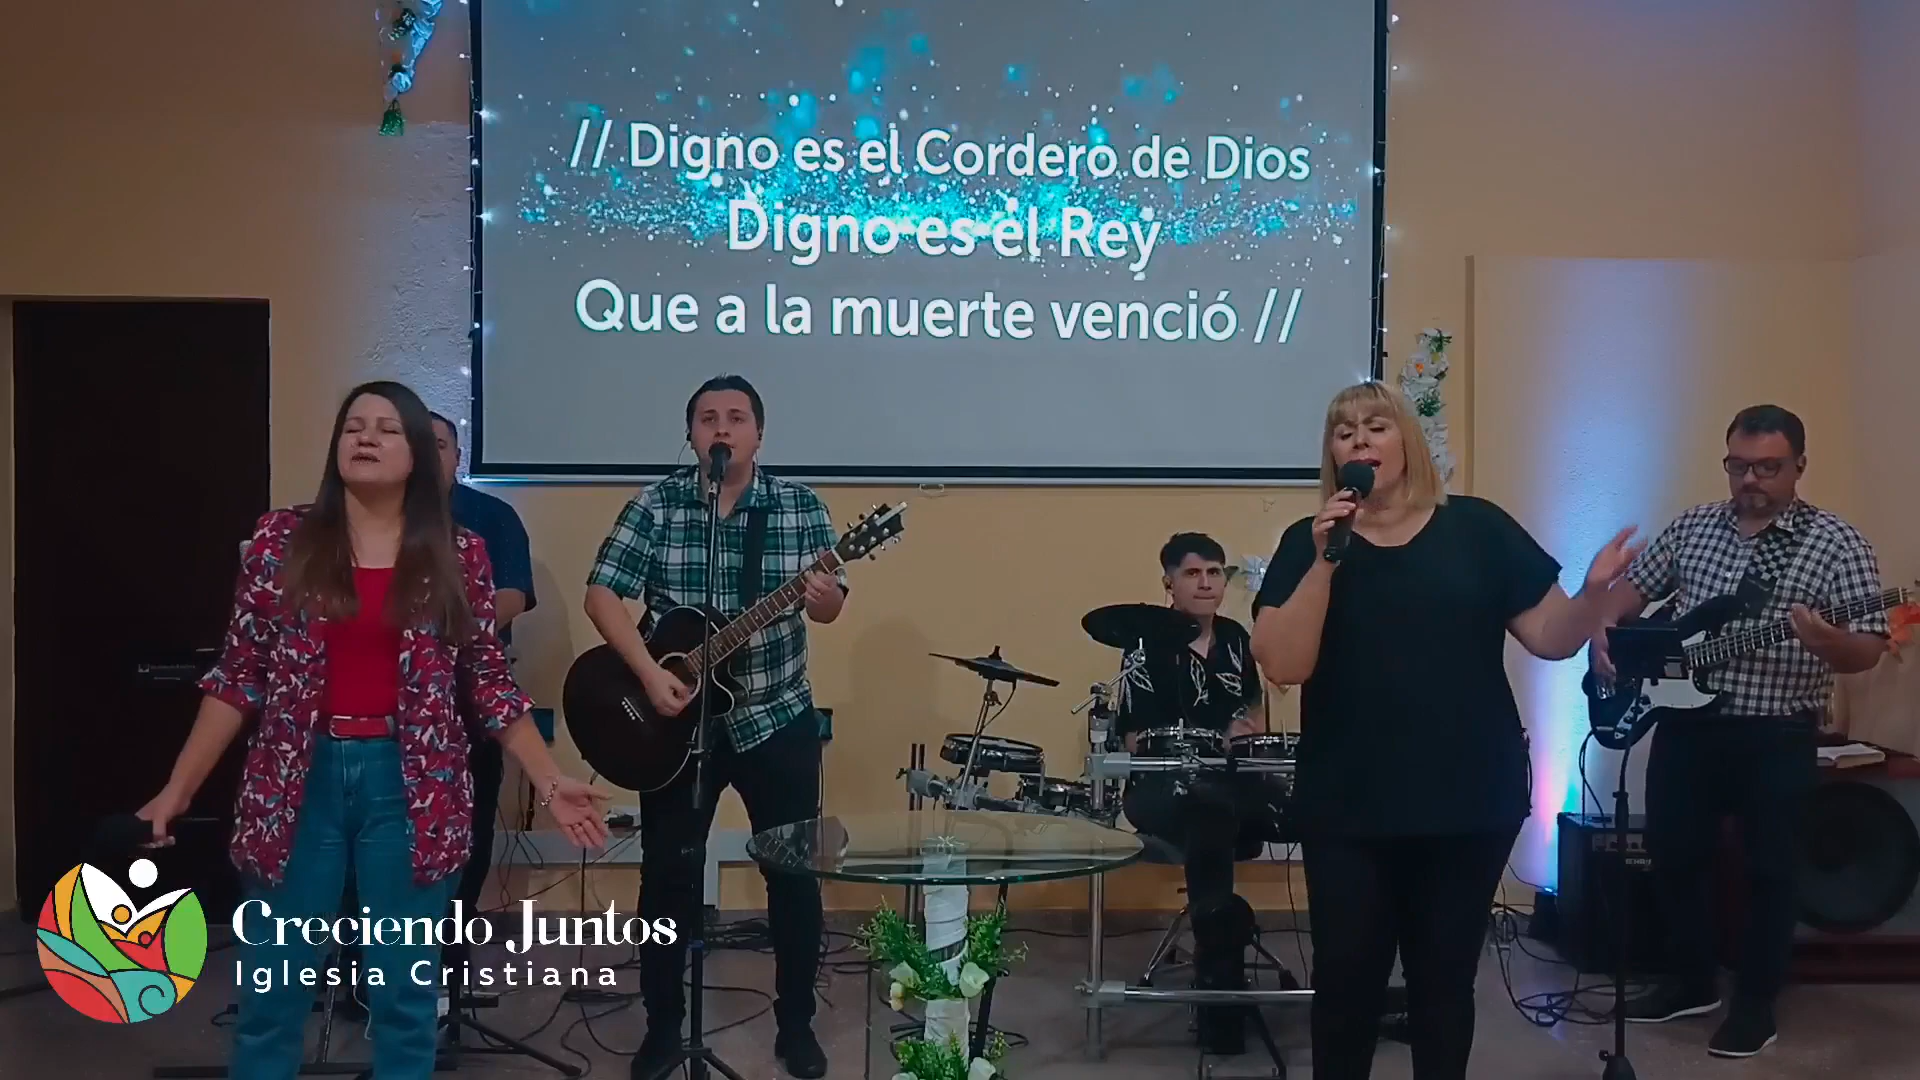 // Digno es el Cordero de Dios
Digno es el Rey
Que a la muerte venció //
Creciendo Juntos
Iglesia Cristiana